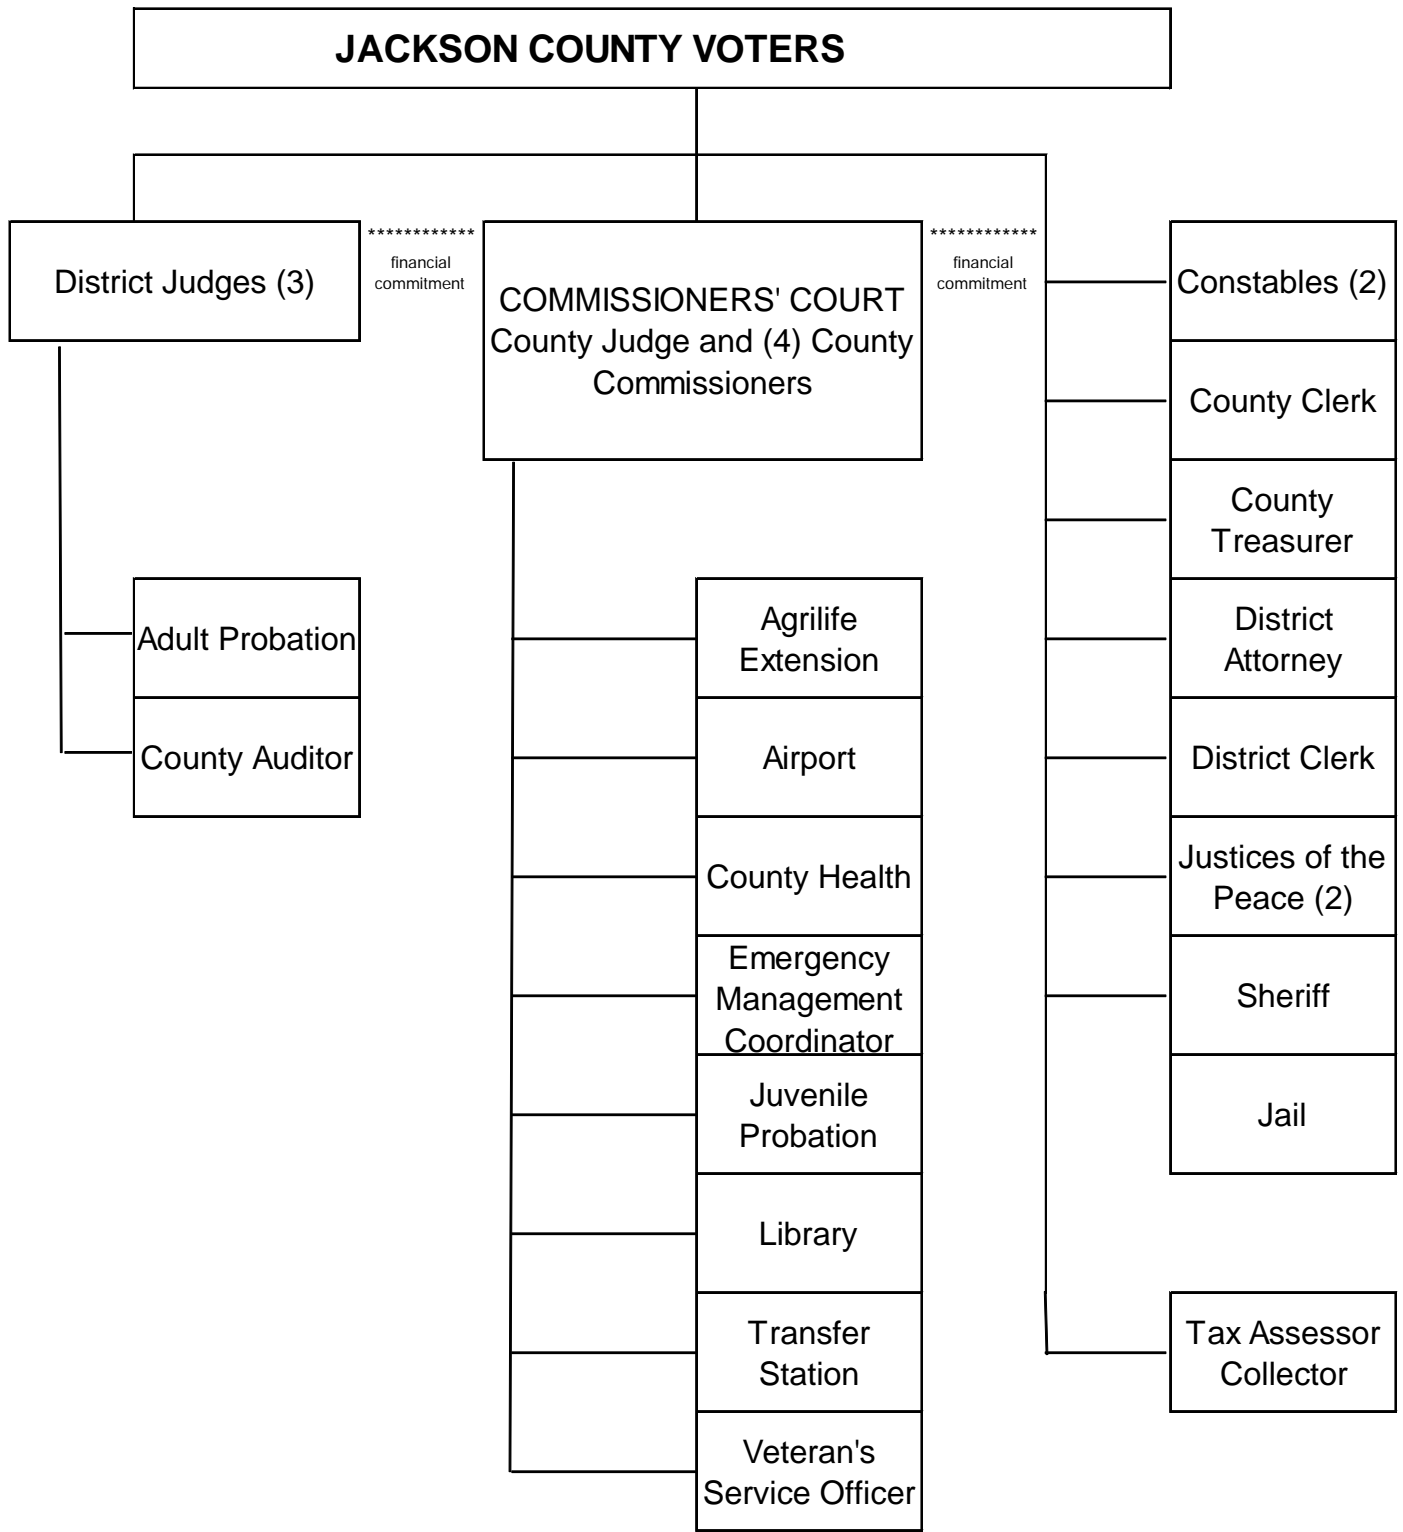 JACKSON COUNTY VOTERS
District Judges (3)
************
financial
commitment
COMMISSIONERS' COURT
County Judge and (4) County
Commissioners
************
financial
commitment
Constables (2)
County Clerk
County
Treasurer
District
Attorney
District Clerk
Justices of the
Peace (2)
Sheriff
Jail
Tax Assessor
Collector
Adult Probation
County Auditor
Agrilife
Extension
Airport
County Health
Emergency
Management
Coordinator
Juvenile
Probation
Library
Transfer
Station
Veteran's
Service Officer